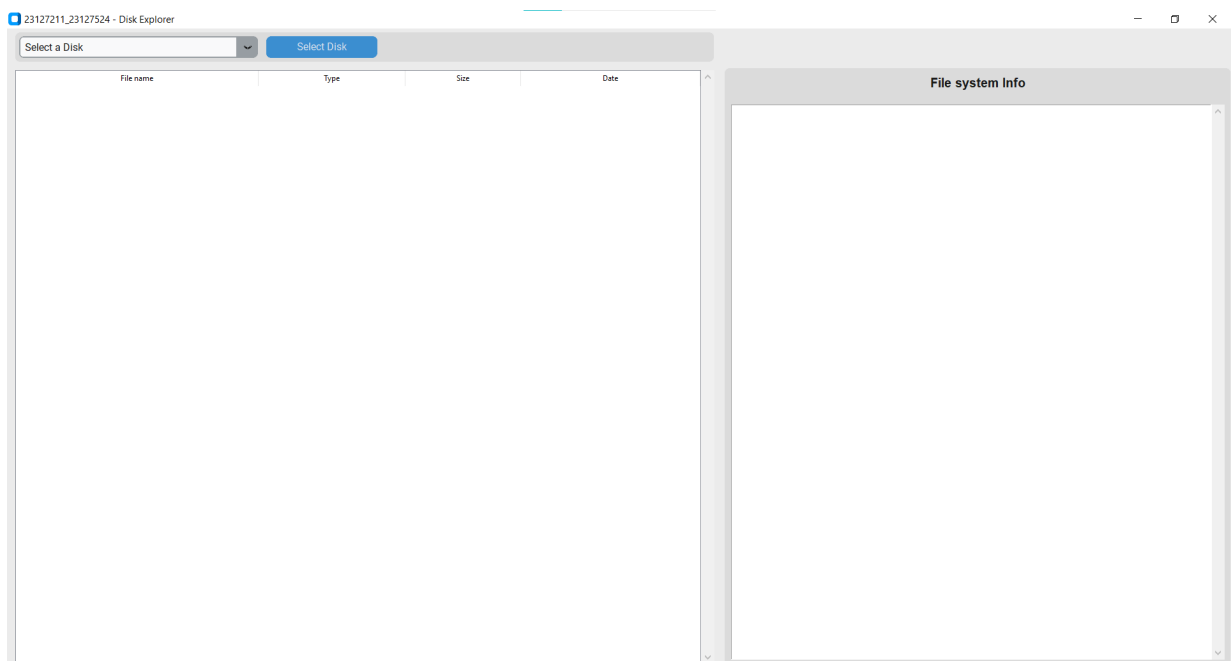 23127211_23127524 - Disk Explorer
Select a Disk
Select Disk
File name Type Size Date
File system Info